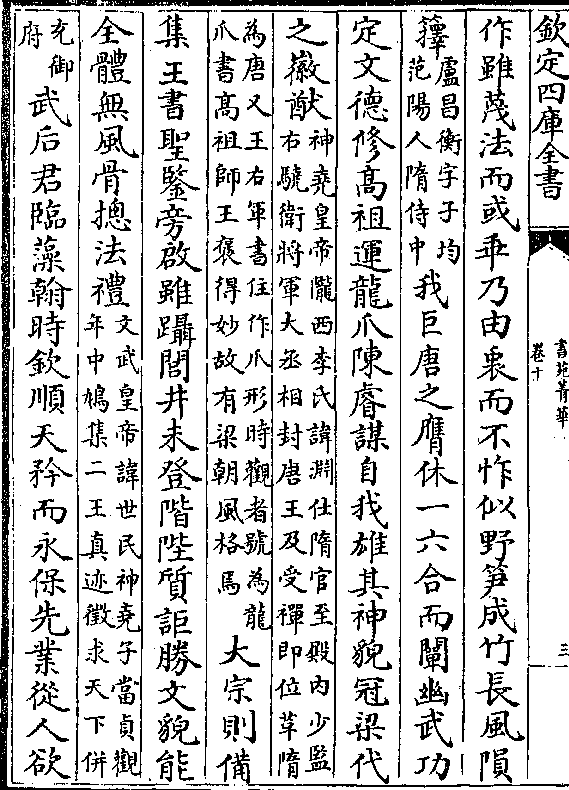 欽定四庫全書
書苑菁華
卷十
三
作雖蔑法而或乖乃由衷而不怍似野笋成竹長風隕
籜盧昌衡字子均
范陽人隋侍中我巨唐之膺休一六合而闡幽武功
定文德修髙祖運龍爪陳睿謀自我雄其神貌冠梁代
之徽猷神堯皇帝隴西李氏諱淵仕隋官至殿内少監
右驍衛將軍大丞相封唐王及受禪即位革隋
為唐又王右軍書往作爪形時觀者號為龍
爪書髙祖師王褒得妙故有梁朝風格馬大宗則備
集王書聖鑒旁啟雖躡閭井未登階陛質詎勝文貌能
全體無風骨揔法禮文武皇帝諱世民神堯子當貞觀
年中鳩集二王真迹徵求天下併
充御
府武后君臨藻翰時欽順天矜而永保先業從人欲